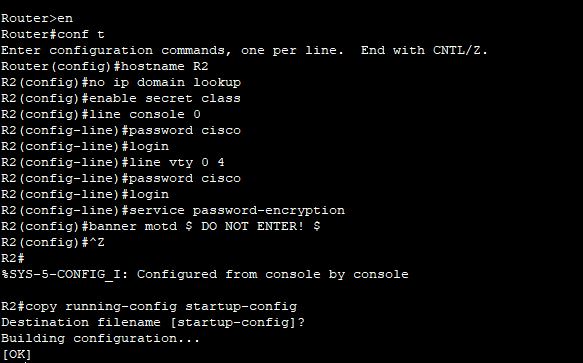 Router>en
Router#conf t
Enter configuration commands, one per line.  End with CNTL/Z.
Router(config)#hostname R2
R2(config)#no ip domain lookup
R2(config)#enable secret class
R2(config)#line console 0
R2(config-line)#password cisco
R2(config-line)#login
R2(config-line)#line vty 0 4
R2(config-line)#password cisco
R2(config-line)#login
R2(config-line)#service password-encryption
R2(config)#banner motd $ DO NOT ENTER! $
R2(config)#^Z
R2#
%SYS-5-CONFIG_I: Configured from console by console
R2#copy running-config startup-config
Destination filename [startup-config]?
Building configuration...
[OK]